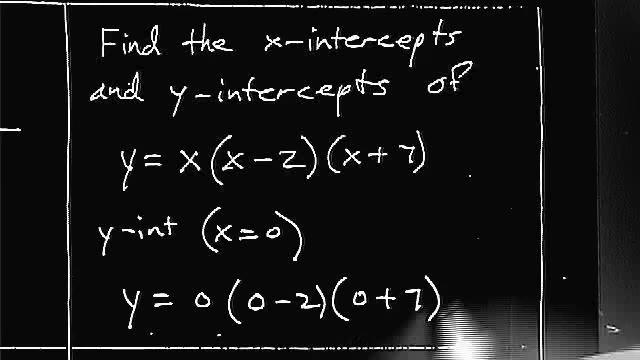 Find the x-intercepts
and y-intercepts of
y = x(x-2)(x+7)
y-int (x=0)
y = 0(0-2)(0+7)